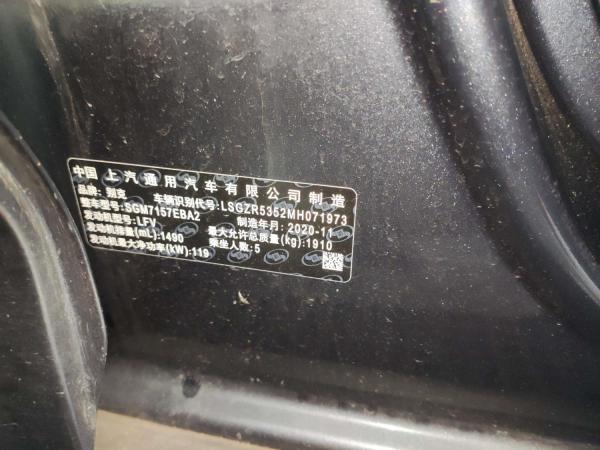 中国 上汽通用汽车有限公司制造
品牌:别克 车辆识别代号:LSGZR5352MH071973
整车型号:SGM7157EBA2 制造年月:2020-11
发动机型号:LFV 最大允许总质量(kg):1910
发动机排量(mL):1490 乘坐人数:5
发动机最大净功率(kW):119